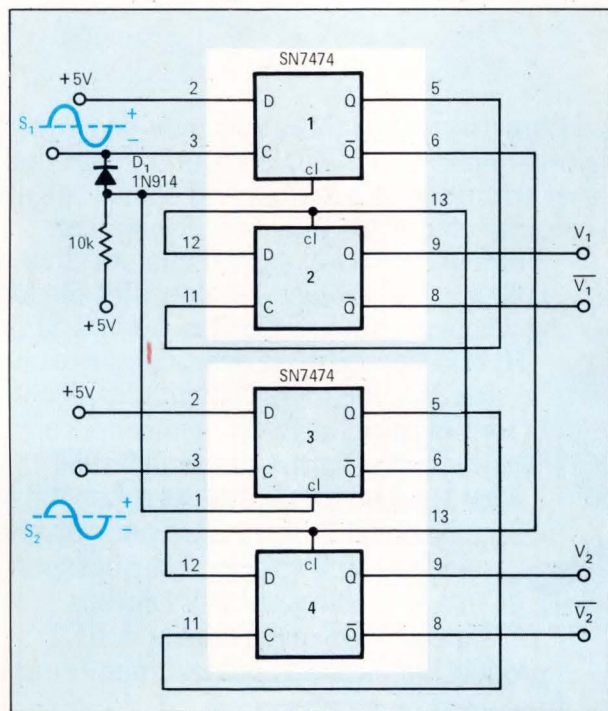 SN7474
+5V
2
D
Q
5
S₁
+
−
1
3
C
Q̅
6
D₁
1N914
cl
13
10k
12
D
Q
9
V₁
2
+5V
11
C
Q̅
8
V̅₁
SN7474
+5V
2
D
Q
5
3
3
C
Q̅
6
1
cl
13
S₂
+
−
12
cl
D
Q
9
V₂
4
11
C
Q̅
8
V̅₂